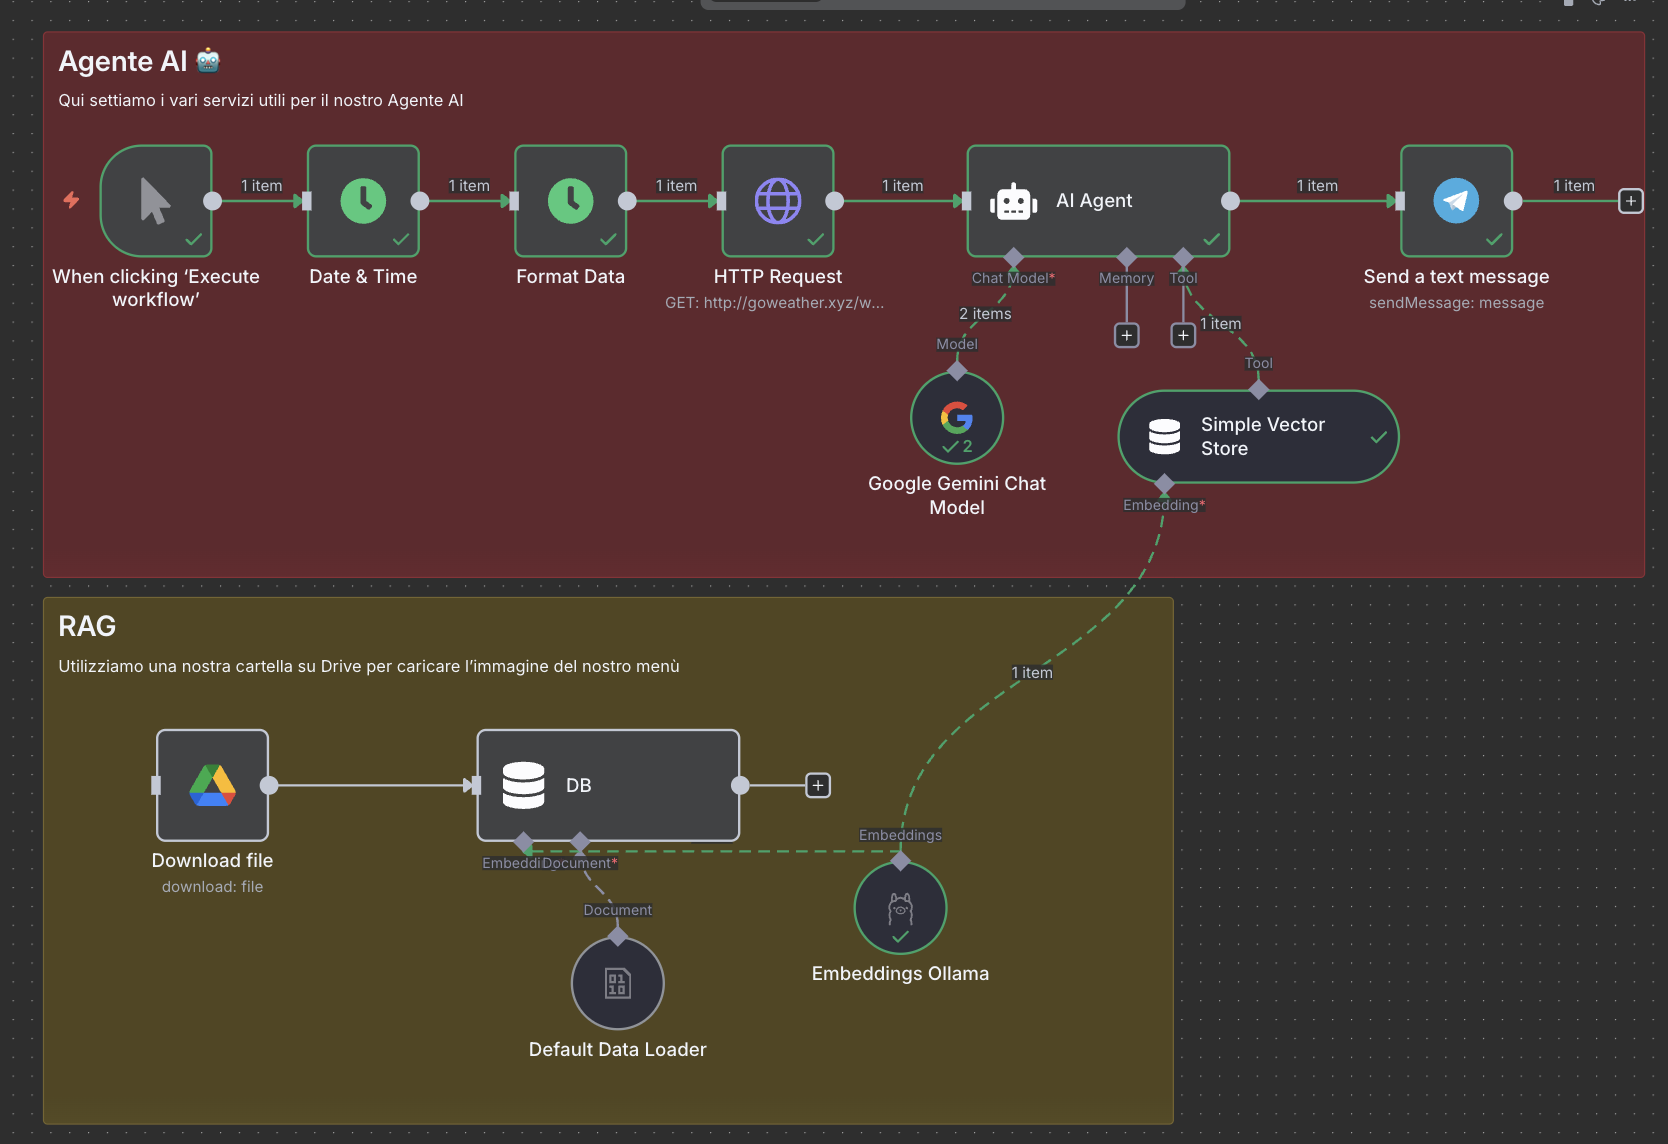 Agente AI 🤖
Qui settiamo i vari servizi utili per il nostro Agente AI
1 item
1 item
1 item
1 item
AI Agent
1 item
1 item
When clicking ‘Execute
workflow’
Date & Time
Format Data
HTTP Request
GET: http://goweather.xyz/w...
Chat Model*
Memory
Tool
Send a text message
sendMessage: message
2 items
1 item
Model
Tool
2
Google Gemini Chat
Model
Simple Vector
Store
Embedding*
RAG
Utilizziamo una nostra cartella su Drive per caricare l’immagine del nostro menù
1 item
DB
Download file
download: file
Embeddi
Document*
Embeddings
Document
Embeddings Ollama
Default Data Loader